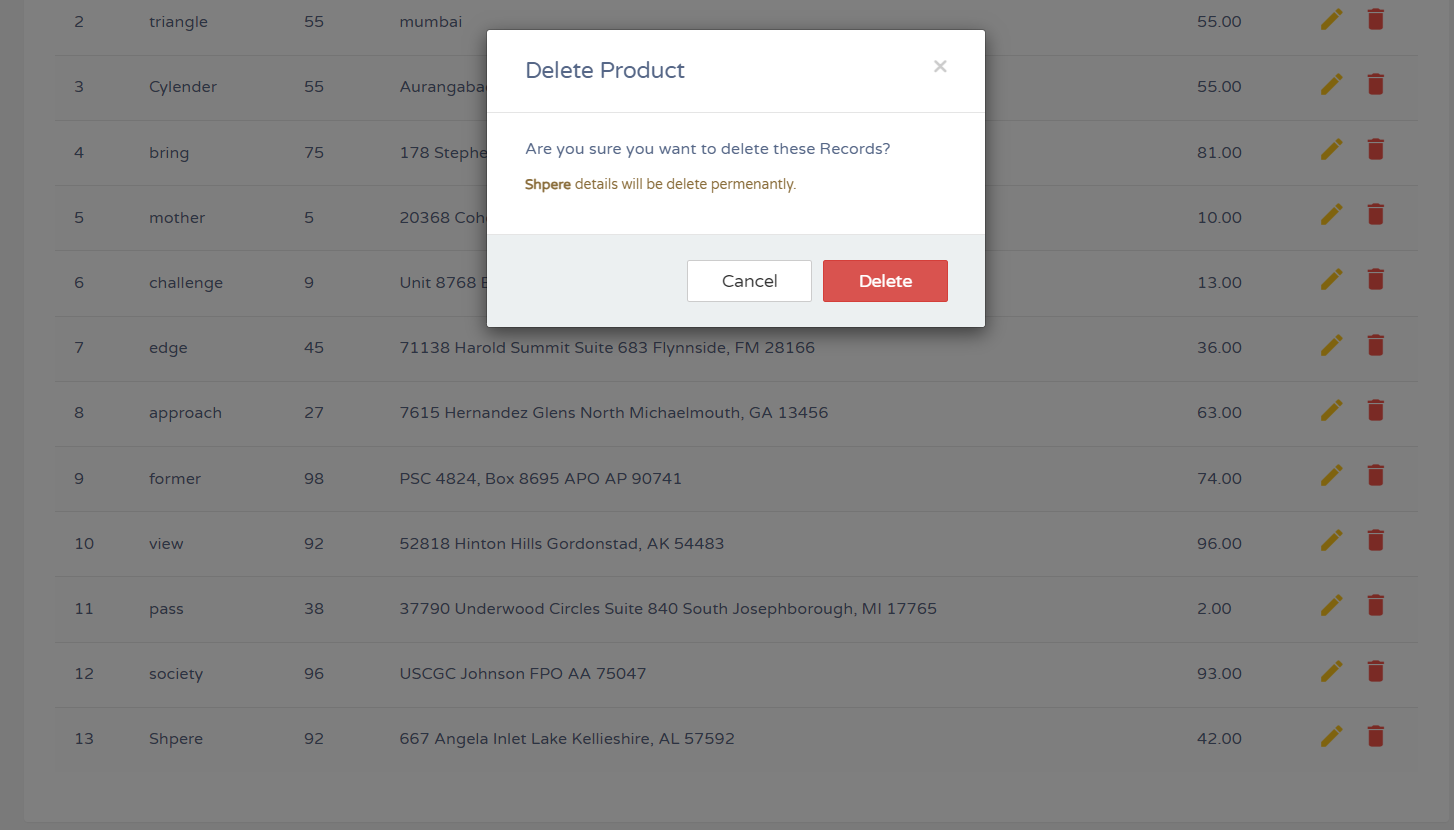 2 triangle 55 mumbai 55.00
Delete Product ×
3 Cylender 55 Aurangaba 55.00
Are you sure you want to delete these Records?
4 bring 75 178 Stephe 81.00
Shpere details will be delete permenantly.
5 mother 5 20368 Coh 10.00
6 challenge 9 Unit 8768 13.00
Cancel Delete
7 edge 45 71138 Harold Summit Suite 683 Flynnside, FM 28166 36.00
8 approach 27 7615 Hernandez Glens North Michaelmouth, GA 13456 63.00
9 former 98 PSC 4824, Box 8695 APO AP 90741 74.00
10 view 92 52818 Hinton Hills Gordonstad, AK 54483 96.00
11 pass 38 37790 Underwood Circles Suite 840 South Josephborough, MI 17765 2.00
12 society 96 USCGC Johnson FPO AA 75047 93.00
13 Shpere 92 667 Angela Inlet Lake Kellieshire, AL 57592 42.00